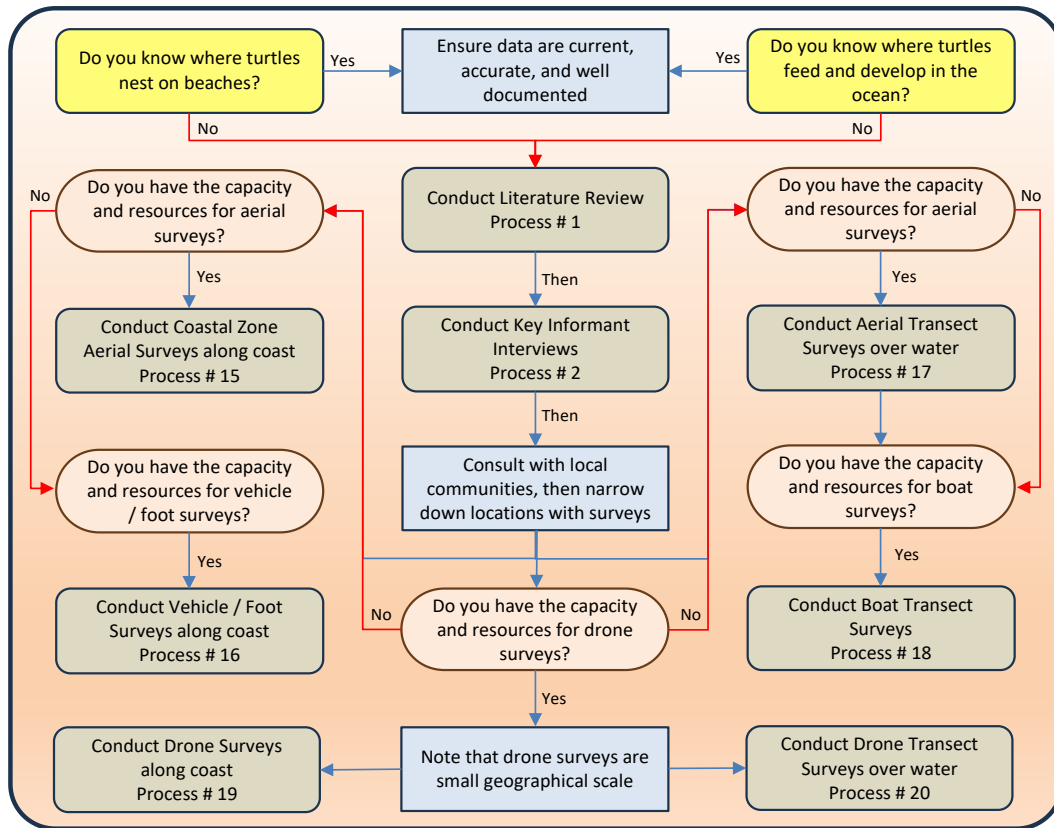 Do you know where turtles
nest on beaches?
Yes
Ensure data are current,
accurate, and well
documented
Yes
Do you know where turtles
feed and develop in the
ocean?
No
No
No
Do you have the capacity
and resources for aerial
surveys?
Conduct Literature Review
Process # 1
Do you have the capacity
and resources for aerial
surveys?
No
Yes
Then
Yes
Conduct Coastal Zone
Aerial Surveys along coast
Process # 15
Conduct Key Informant
Interviews
Process # 2
Conduct Aerial Transect
Surveys over water
Process # 17
Then
Do you have the capacity
and resources for vehicle
/ foot surveys?
Consult with local
communities, then narrow
down locations with surveys
Do you have the capacity
and resources for boat
surveys?
Yes
Yes
Conduct Vehicle / Foot
Surveys along coast
Process # 16
No
Do you have the capacity
and resources for drone
surveys?
No
Conduct Boat Transect
Surveys
Process # 18
Yes
Conduct Drone Surveys
along coast
Process # 19
Note that drone surveys are
small geographical scale
Conduct Drone Transect
Surveys over water
Process # 20